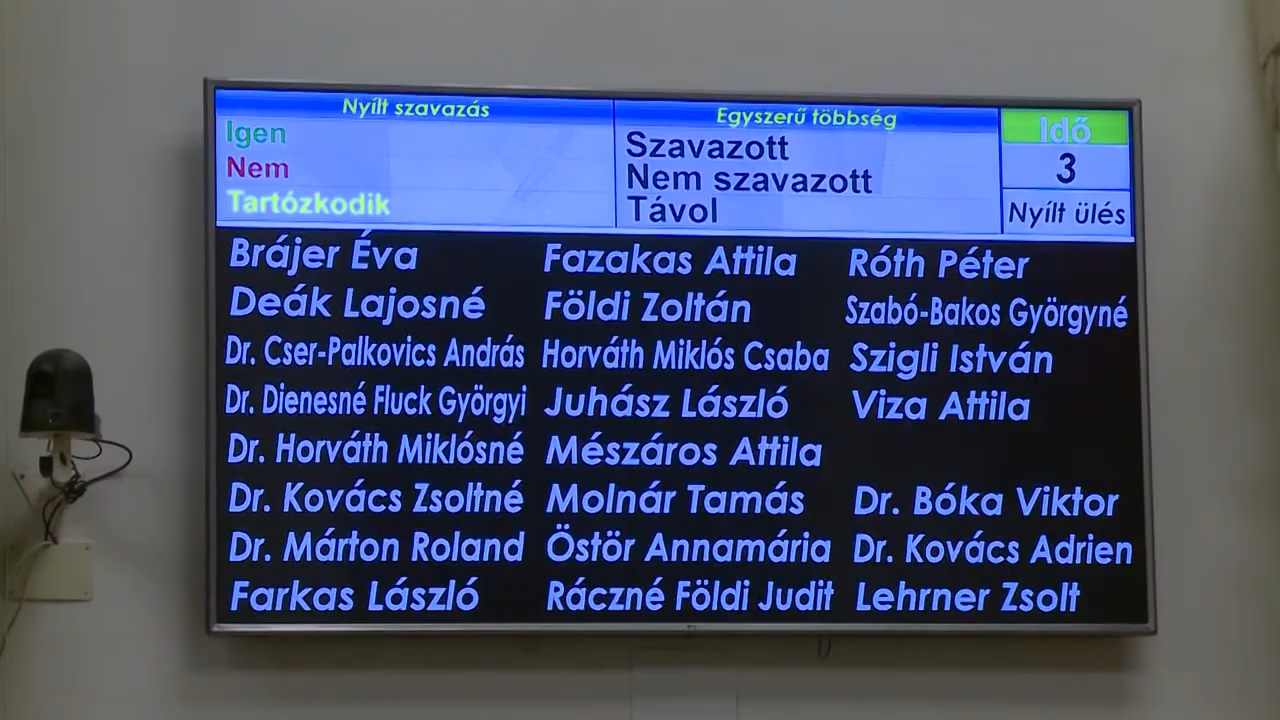 Nyílt szavazás
Igen
Nem
Tartózkodik
Egyszerű többség
Szavazott
Nem szavazott
Távol
Idő
3
Nyílt ülés
Brájer Éva
Deák Lajosné
Dr. Cser-Palkovics András
Dr. Dienesné Fluck Györgyi
Dr. Horváth Miklósné
Dr. Kovács Zsoltné
Dr. Márton Roland
Farkas László
Fazakas Attila
Földi Zoltán
Horváth Miklós Csaba
Juhász László
Mészáros Attila
Molnár Tamás
Östör Annamária
Ráczné Földi Judit
Róth Péter
Szabó-Bakos Györgyné
Szigli István
Viza Attila
Dr. Bóka Viktor
Dr. Kovács Adrien
Lehrner Zsolt